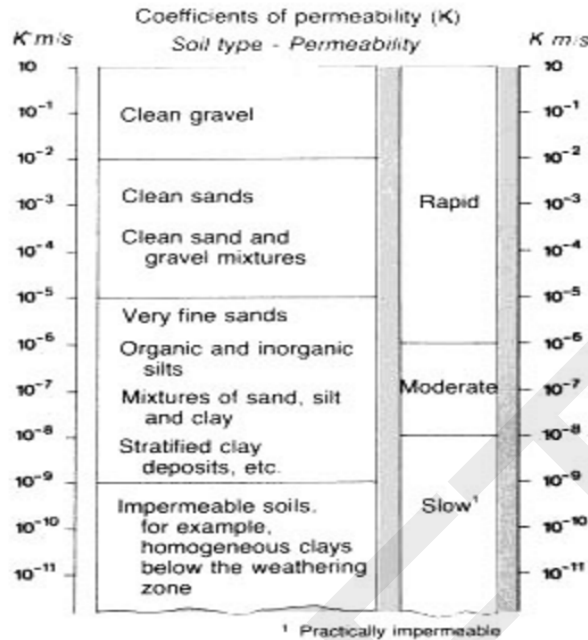 Coefficients of permeability (K)
K m/s Soil type - Permeability K m/s
10 10
10⁻¹ Clean gravel 10⁻¹
10⁻² 10⁻²
10⁻³ Clean sands Rapid 10⁻³
Clean sand and
10⁻⁴ gravel mixtures 10⁻⁴
10⁻⁵ 10⁻⁵
Very fine sands
10⁻⁶ 10⁻⁶
Organic and inorganic
silts
10⁻⁷ Moderate 10⁻⁷
Mixtures of sand, silt
and clay
10⁻⁸ 10⁻⁸
Stratified clay
deposits, etc.
10⁻⁹ 10⁻⁹
Impermeable soils, Slow¹
10⁻¹⁰ for example, 10⁻¹⁰
homogeneous clays
below the weathering
10⁻¹¹ zone 10⁻¹¹
¹ Practically impermeable